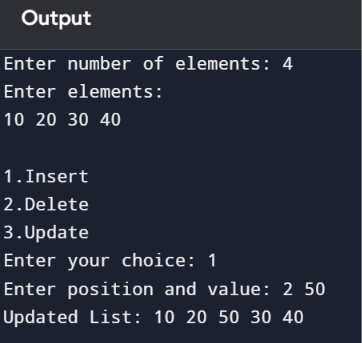 Output
Enter number of elements: 4
Enter elements:
10 20 30 40
1.Insert
2.Delete
3.Update
Enter your choice: 1
Enter position and value: 2 50
Updated List: 10 20 50 30 40